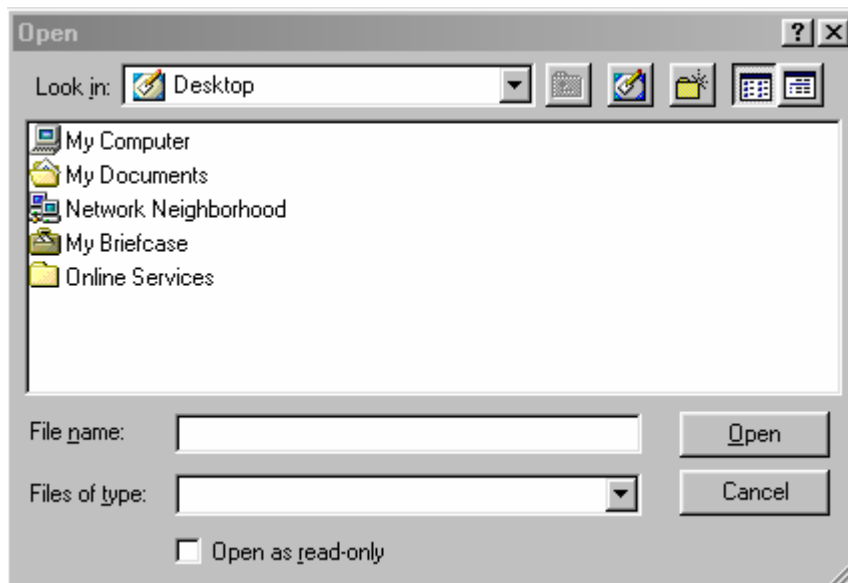 Open
Look in: Desktop
My Computer
My Documents
Network Neighborhood
My Briefcase
Online Services
File name:
Open
Files of type:
Cancel
Open as read-only